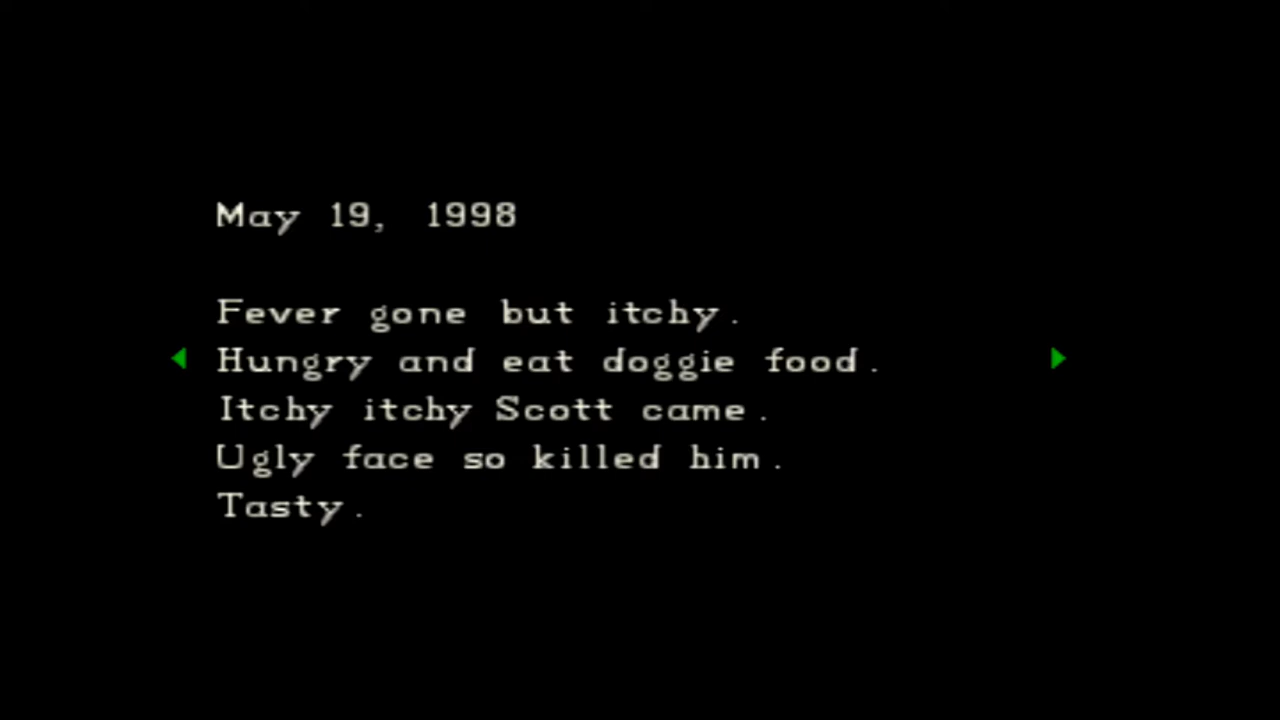 May 19, 1998
Fever gone but itchy.
Hungry and eat doggie food.
Itchy itchy Scott came.
Ugly face so killed him.
Tasty.